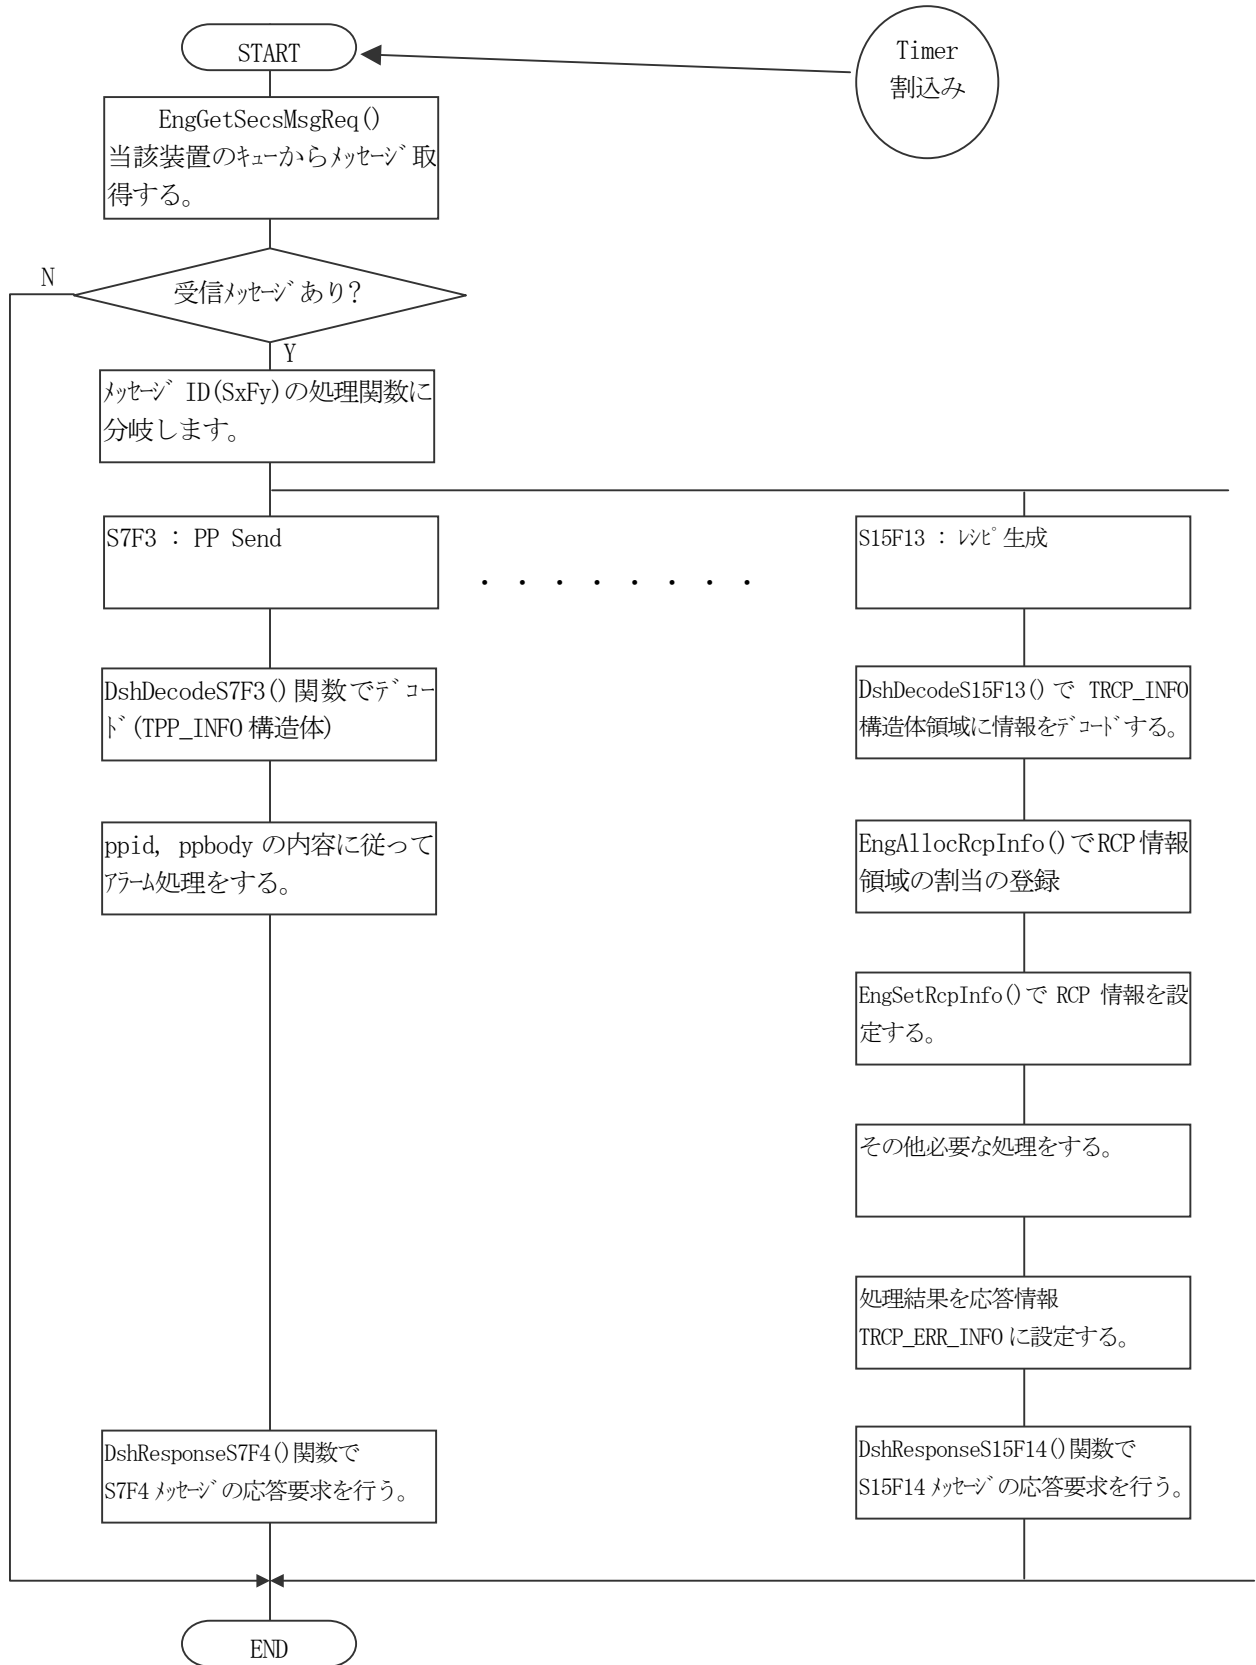 START
Timer
割込み
EngGetSecsMsgReq()
当該装置のｷｭｰからﾒｯｾｰｼﾞ取
得する。
N
受信ﾒｯｾｰｼﾞあり?
Y
ﾒｯｾｰｼﾞ ID(SxFy)の処理関数に
分岐します。
S7F3 : PP Send
・・・・・・・・
S15F13 : ﾚｼﾋﾟ生成
DshDecodeS7F3()関数でﾃﾞｺｰ
ﾄﾞ(TPP_INFO 構造体)
DshDecodeS15F13()で TRCP_INFO
構造体領域に情報をﾃﾞｺｰﾄﾞする。
ppid, ppbody の内容に従って
ｱﾗｰﾑ処理をする。
EngAllocRcpInfo()でRCP情報
領域の割当の登録
EngSetRcpInfo()で RCP 情報を設
定する。
その他必要な処理をする。
処理結果を応答情報
TRCP_ERR_INFO に設定する。
DshResponseS7F4()関数で
S7F4 ﾒｯｾｰｼﾞの応答要求を行う。
DshResponseS15F14()関数で
S15F14 ﾒｯｾｰｼﾞの応答要求を行う。
END